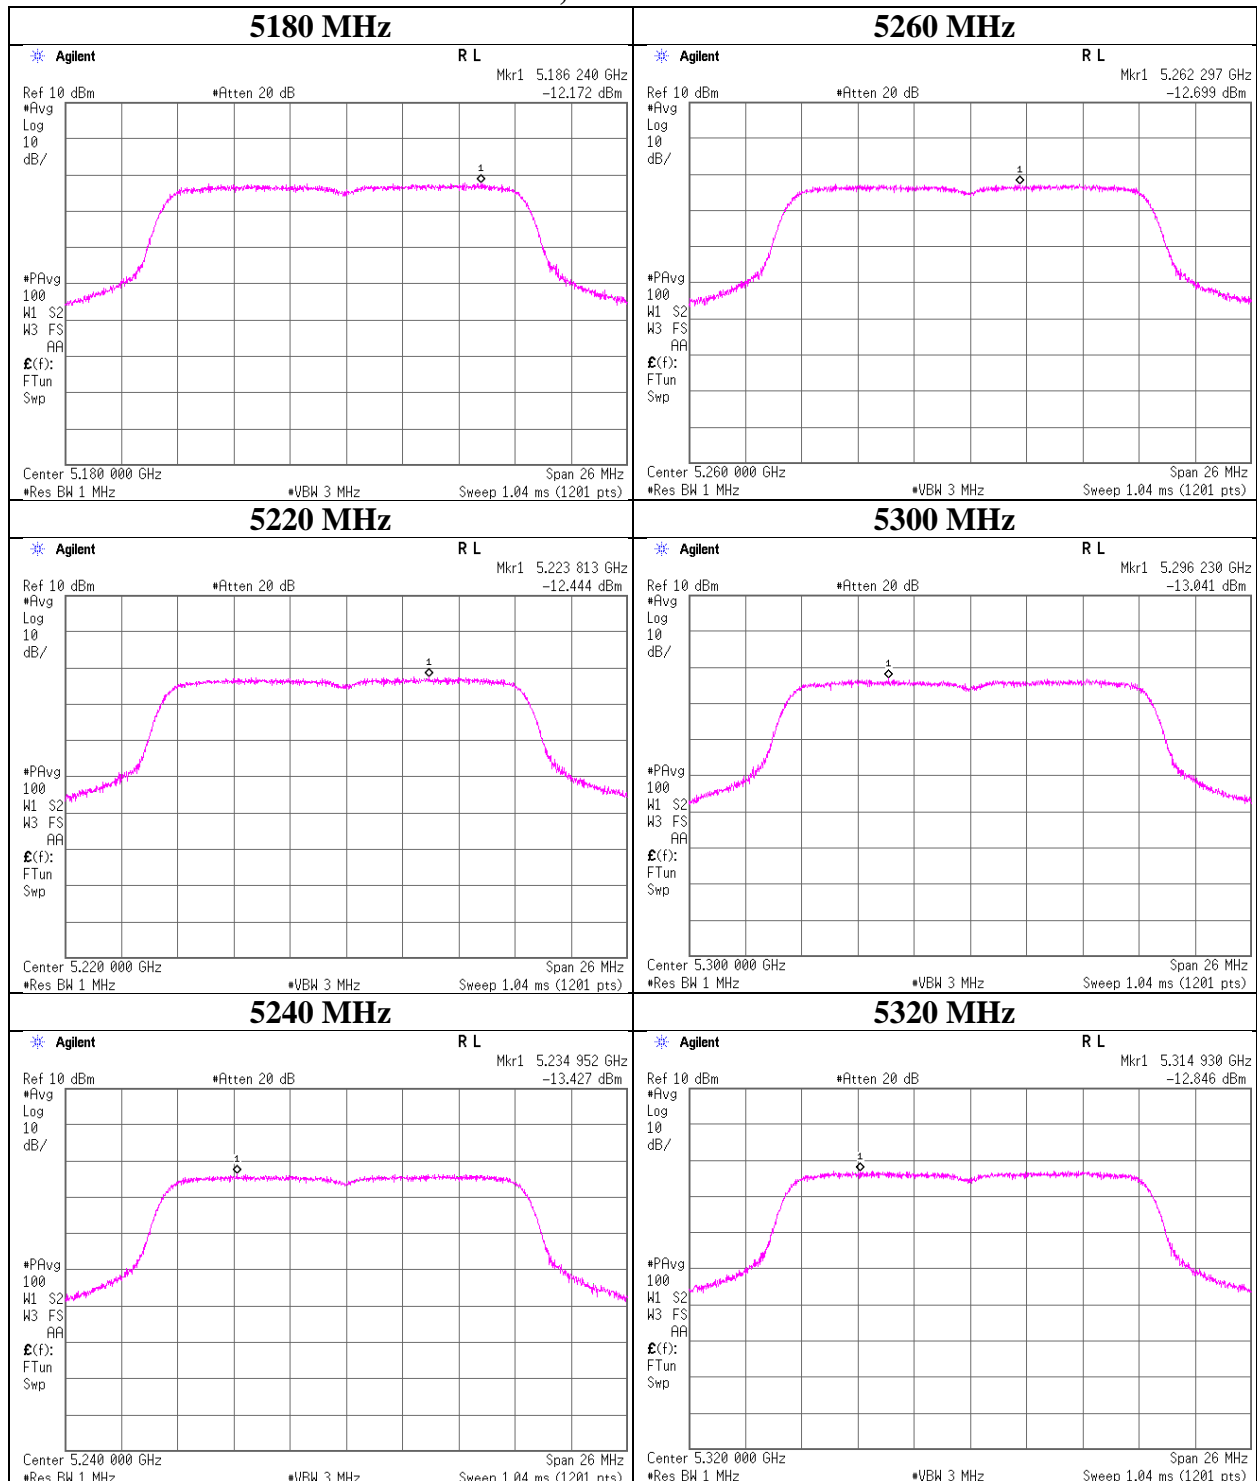 5180 MHz
Agilent R L
Mkr1 5.186 240 GHz
Ref 10 dBm #Atten 20 dB -12.172 dBm
#Avg
Log
10
dB/
1
#PAvg
100
W1 S2
W3 FS
AA
£(f):
FTun
Swp
Center 5.180 000 GHz Span 26 MHz
#Res BW 1 MHz #VBW 3 MHz Sweep 1.04 ms (1201 pts)
5260 MHz
Agilent R L
Mkr1 5.262 297 GHz
Ref 10 dBm #Atten 20 dB -12.699 dBm
#Avg
Log
10
dB/
1
#PAvg
100
W1 S2
W3 FS
AA
£(f):
FTun
Swp
Center 5.260 000 GHz Span 26 MHz
#Res BW 1 MHz #VBW 3 MHz Sweep 1.04 ms (1201 pts)
5220 MHz
Agilent R L
Mkr1 5.223 813 GHz
Ref 10 dBm #Atten 20 dB -12.444 dBm
#Avg
Log
10
dB/
1
#PAvg
100
W1 S2
W3 FS
AA
£(f):
FTun
Swp
Center 5.220 000 GHz Span 26 MHz
#Res BW 1 MHz #VBW 3 MHz Sweep 1.04 ms (1201 pts)
5300 MHz
Agilent R L
Mkr1 5.296 230 GHz
Ref 10 dBm #Atten 20 dB -13.041 dBm
#Avg
Log
10
dB/
1
#PAvg
100
W1 S2
W3 FS
AA
£(f):
FTun
Swp
Center 5.300 000 GHz Span 26 MHz
#Res BW 1 MHz #VBW 3 MHz Sweep 1.04 ms (1201 pts)
5240 MHz
Agilent R L
Mkr1 5.234 952 GHz
Ref 10 dBm #Atten 20 dB -13.427 dBm
#Avg
Log
10
dB/
1
#PAvg
100
W1 S2
W3 FS
AA
£(f):
FTun
Swp
Center 5.240 000 GHz Span 26 MHz
#Res BW 1 MHz #VBW 3 MHz Sweep 1.04 ms (1201 pts)
5320 MHz
Agilent R L
Mkr1 5.314 930 GHz
Ref 10 dBm #Atten 20 dB -12.846 dBm
#Avg
Log
10
dB/
1
#PAvg
100
W1 S2
W3 FS
AA
£(f):
FTun
Swp
Center 5.320 000 GHz Span 26 MHz
#Res BW 1 MHz #VBW 3 MHz Sweep 1.04 ms (1201 pts)